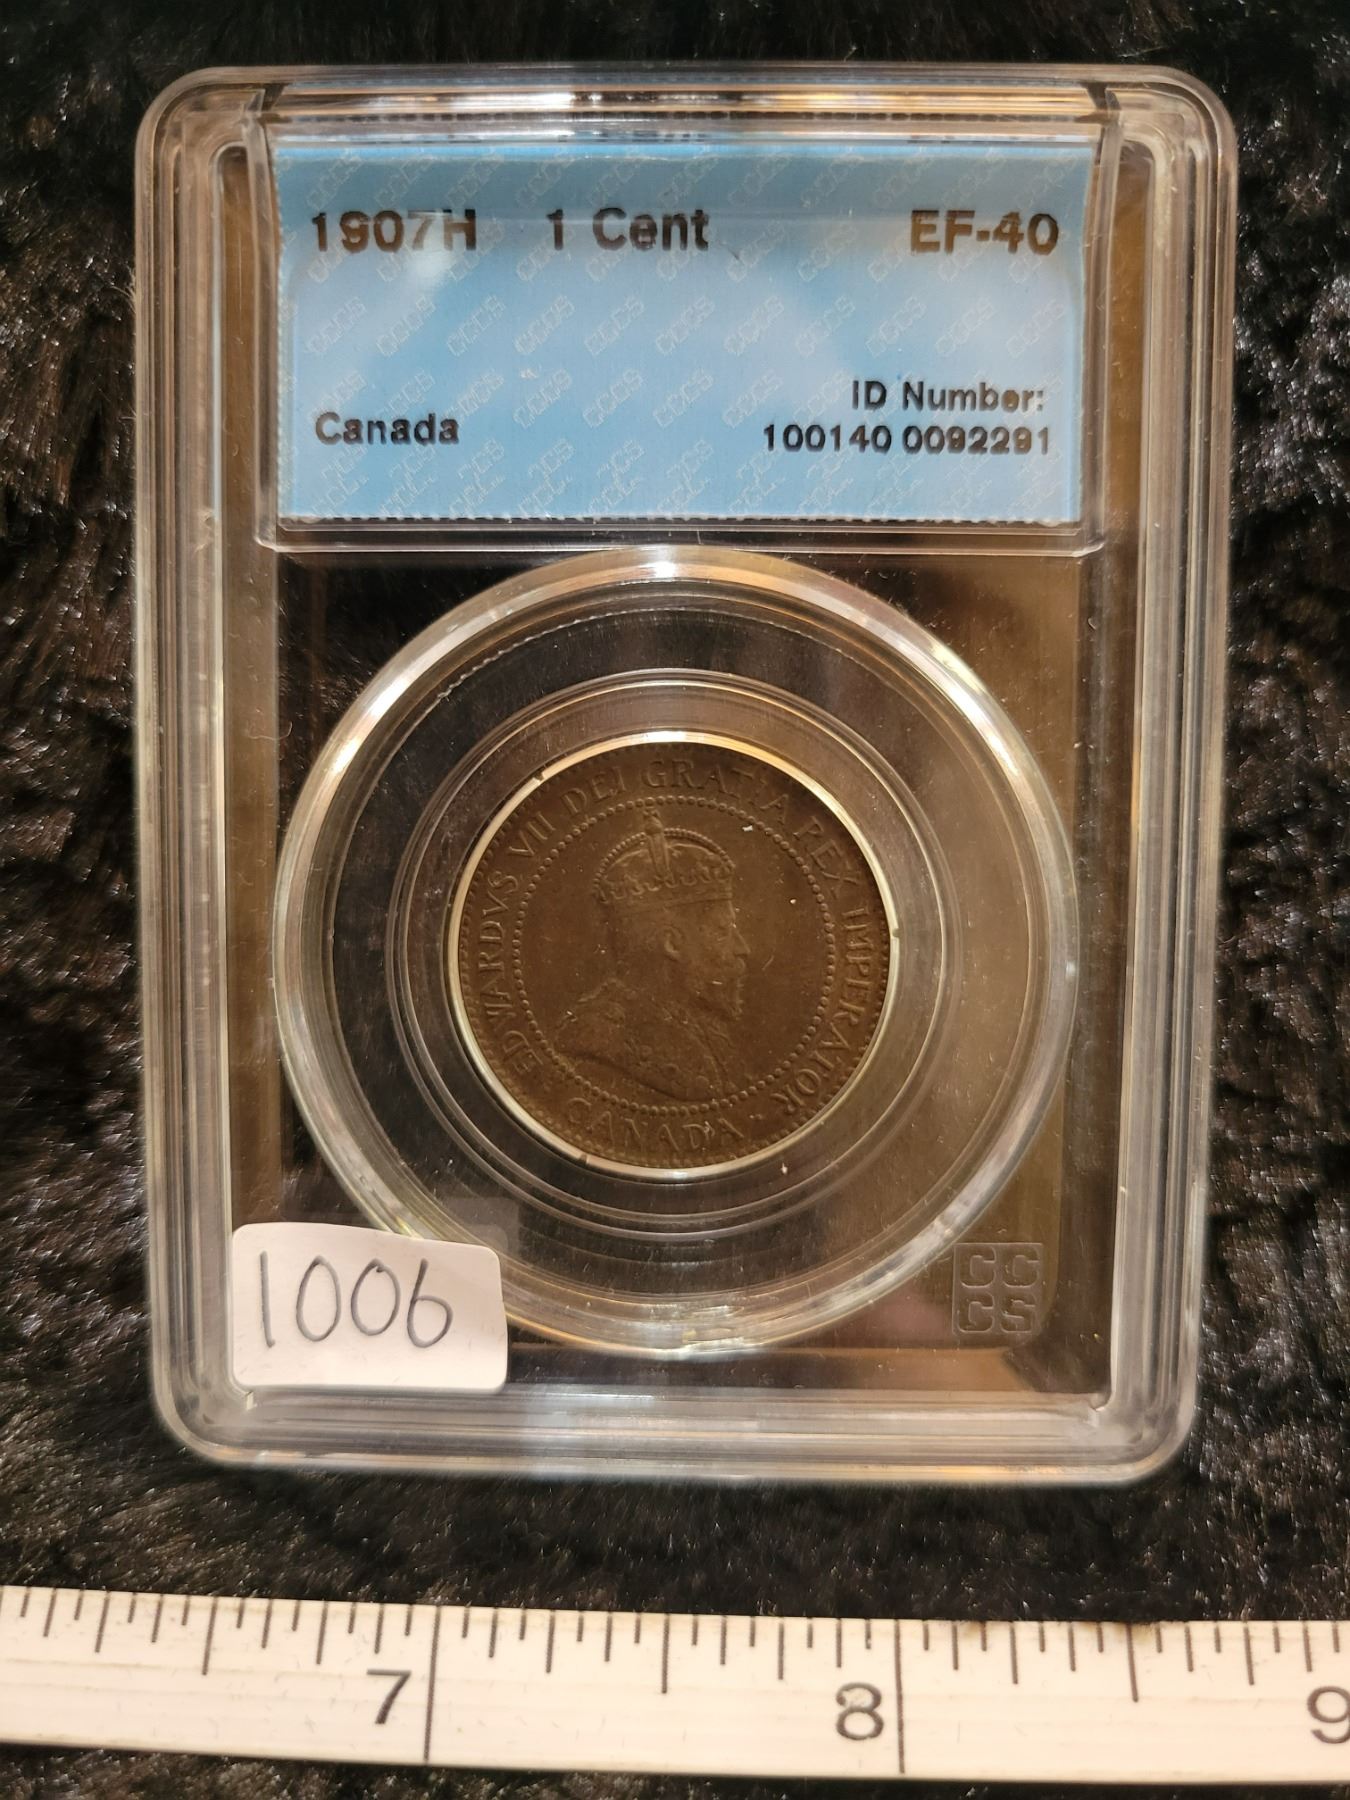 1907H 1 Cent EF-40
ID Number:
Canada 100140 0092291
EDWARDVS VII DEI GRATIA REX IMPERATOR
CANADA
1006
CC
CS
7 8 9